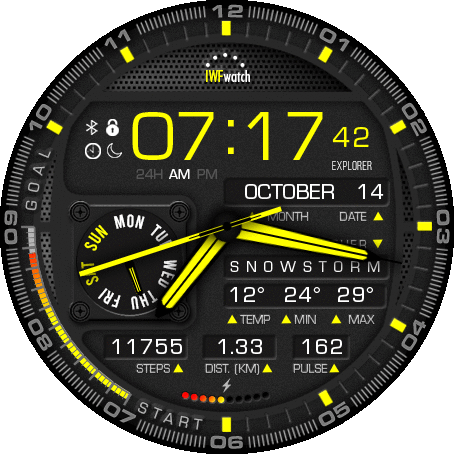 12
11
01
10
02
IWFwatch
07:17 42
EXPLORER
24H AM PM
GOAL
OCTOBER 14
MONTH DATE
SUN MON TUE WED THU FRI SAT
09
03
SNOWSTORM
12° 24° 29°
TEMP MIN MAX
08
04
11755 1.33 162
STEPS DIST. (KM) PULSE
07
05
START
06